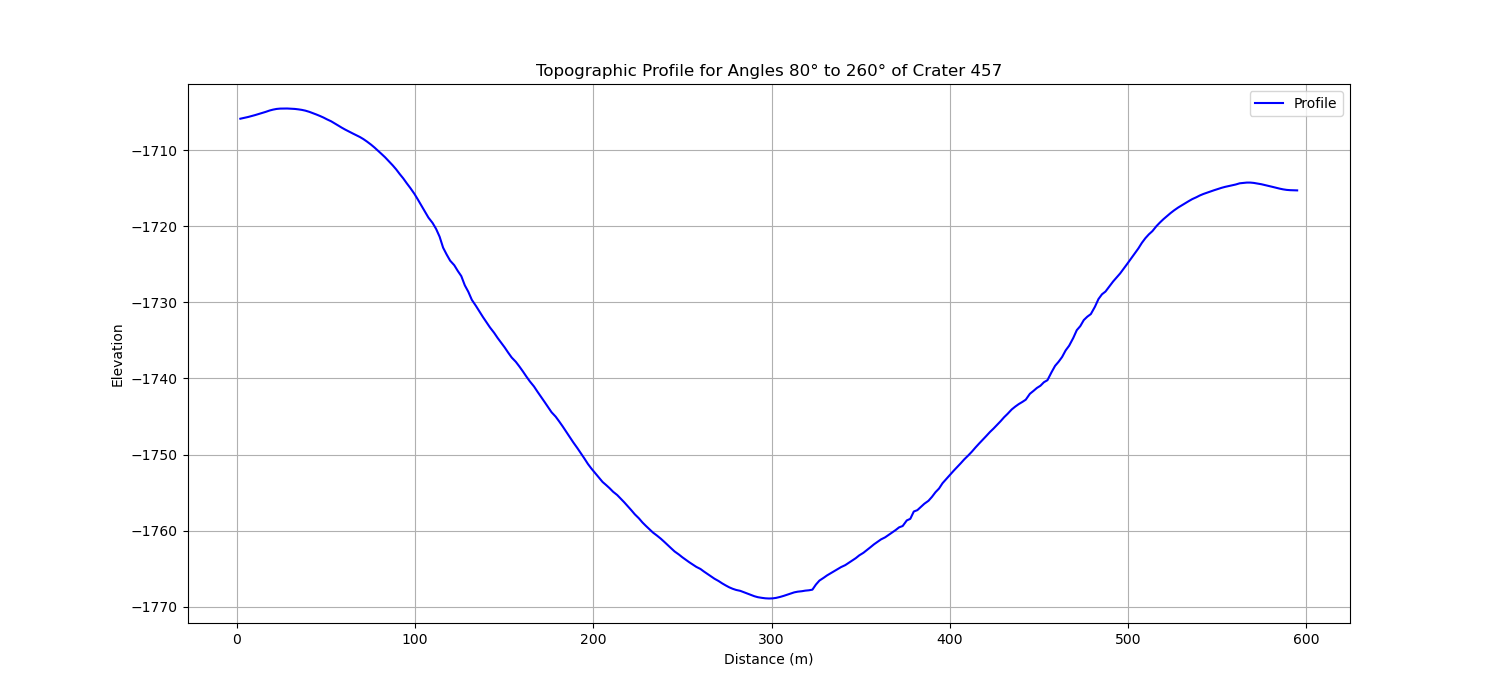 Topographic Profile for Angles 80° to 260° of Crater 457
Profile
−1710
−1720
−1730
−1740
−1750
−1760
−1770
Elevation
0 100 200 300 400 500 600
Distance (m)